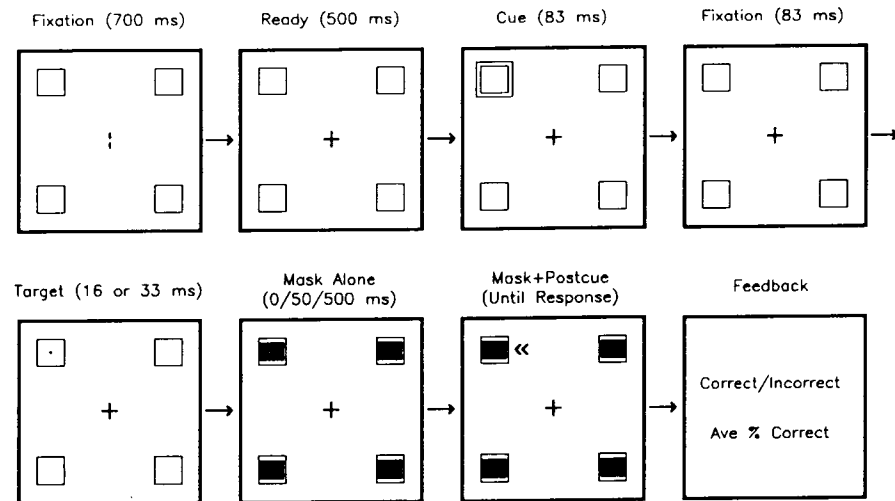 Fixation (700 ms)
Ready (500 ms)
Cue (83 ms)
Fixation (83 ms)
Target (16 or 33 ms)
Mask Alone
(0/50/500 ms)
Mask+Postcue
(Until Response)
Feedback
«
Correct/Incorrect
Ave % Correct